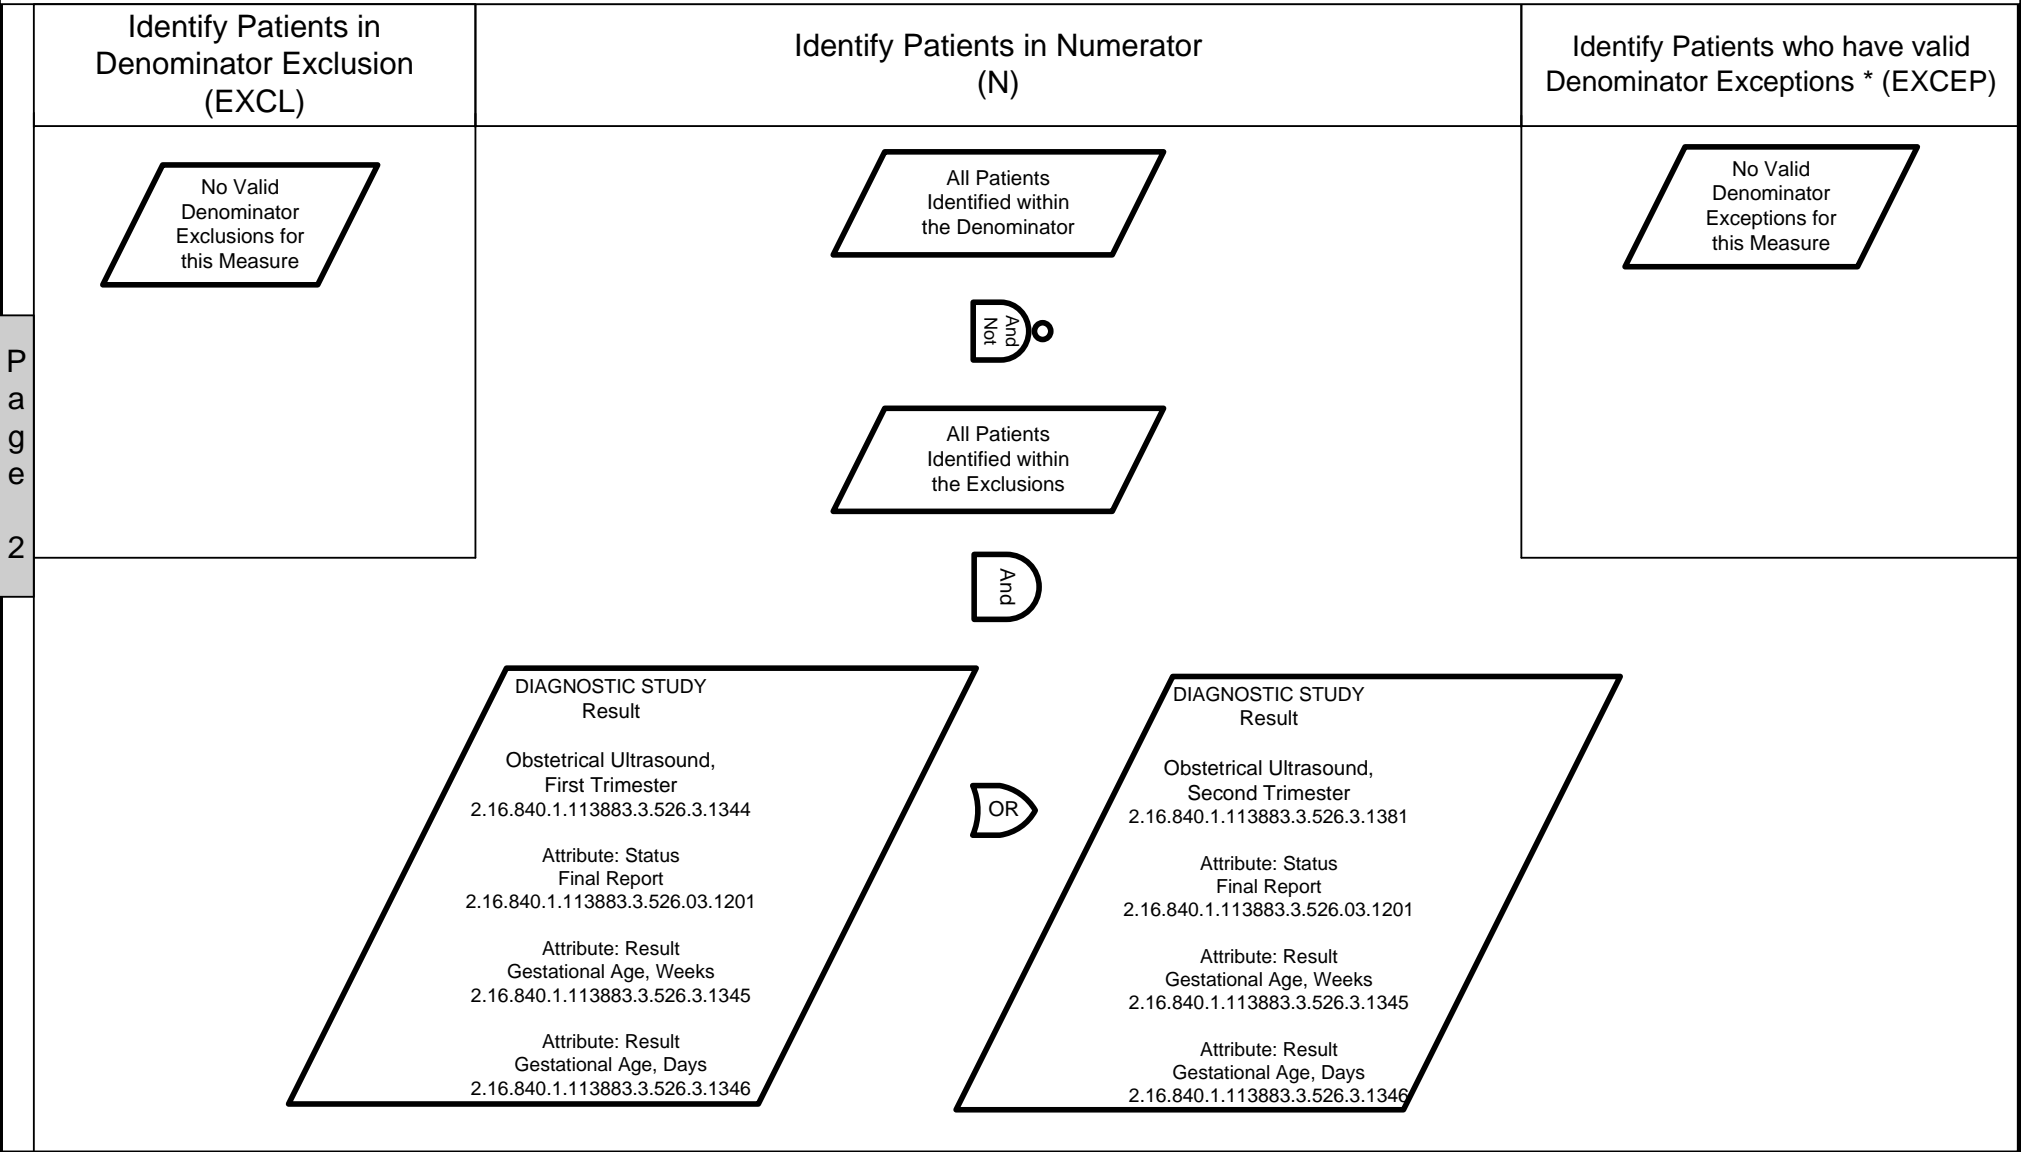 Identify Patients in
Denominator Exclusion
(EXCL)
Identify Patients in Numerator
(N)
Identify Patients who have valid
Denominator Exceptions * (EXCEP)
Page 2
No Valid
Denominator
Exclusions for
this Measure
All Patients
Identified within
the Denominator
No Valid
Denominator
Exceptions for
this Measure
And
Not
All Patients
Identified within
the Exclusions
And
DIAGNOSTIC STUDY
Result
Obstetrical Ultrasound,
First Trimester
2.16.840.1.113883.3.526.3.1344
Attribute: Status
Final Report
2.16.840.1.113883.3.526.03.1201
Attribute: Result
Gestational Age, Weeks
2.16.840.1.113883.3.526.3.1345
Attribute: Result
Gestational Age, Days
2.16.840.1.113883.3.526.3.1346
OR
DIAGNOSTIC STUDY
Result
Obstetrical Ultrasound,
Second Trimester
2.16.840.1.113883.3.526.3.1381
Attribute: Status
Final Report
2.16.840.1.113883.3.526.03.1201
Attribute: Result
Gestational Age, Weeks
2.16.840.1.113883.3.526.3.1345
Attribute: Result
Gestational Age, Days
2.16.840.1.113883.3.526.3.1346